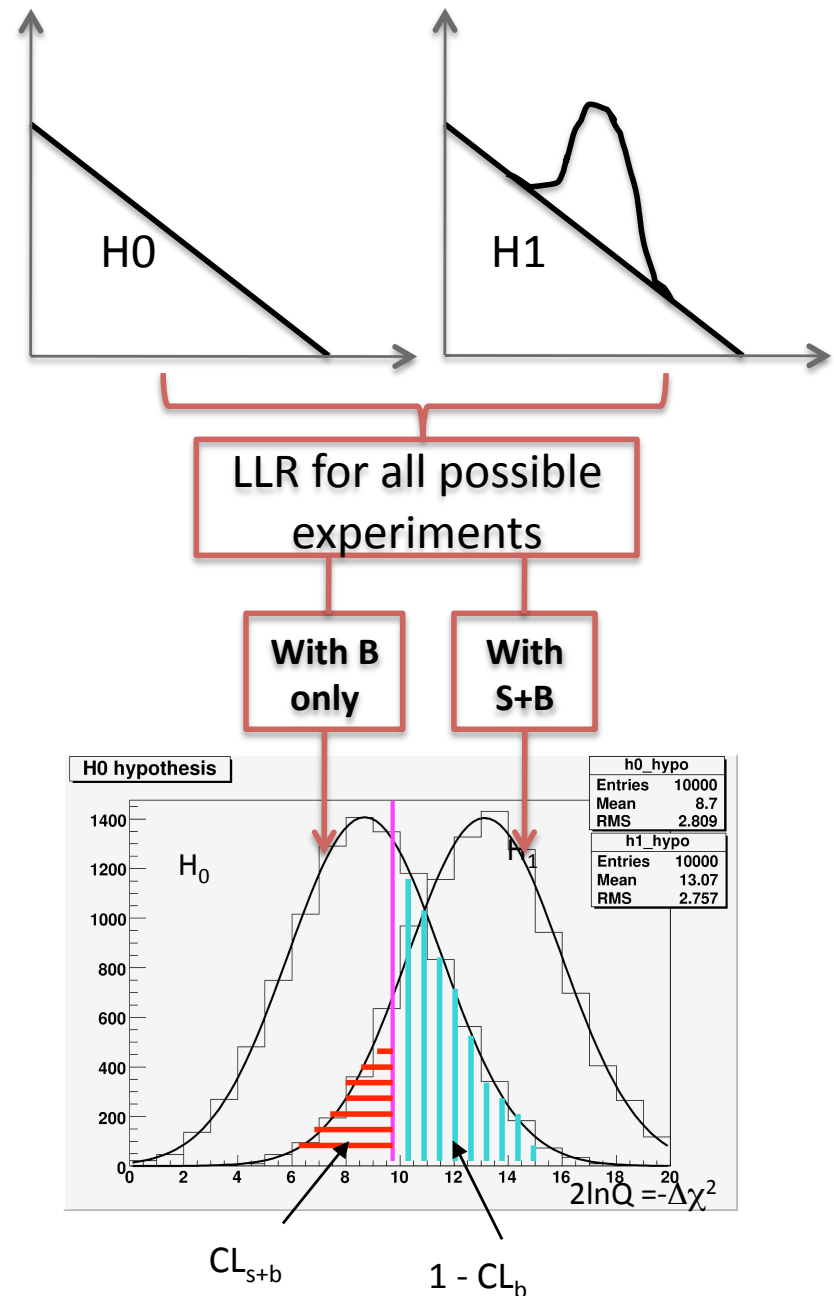 H0
H1
LLR for all possible
experiments
With B
only
With
S+B
H0 hypothesis
h0_hypo
Entries 10000
Mean 8.7
RMS 2.809
h1_hypo
Entries 10000
Mean 13.07
RMS 2.757
1400
1200
1000
800
600
400
200
0
H₀
H₁
0 2 4 6 8 10 12 14 16 18 20
2lnQ =-Δχ²
CLₛ₊b
1 - CLb